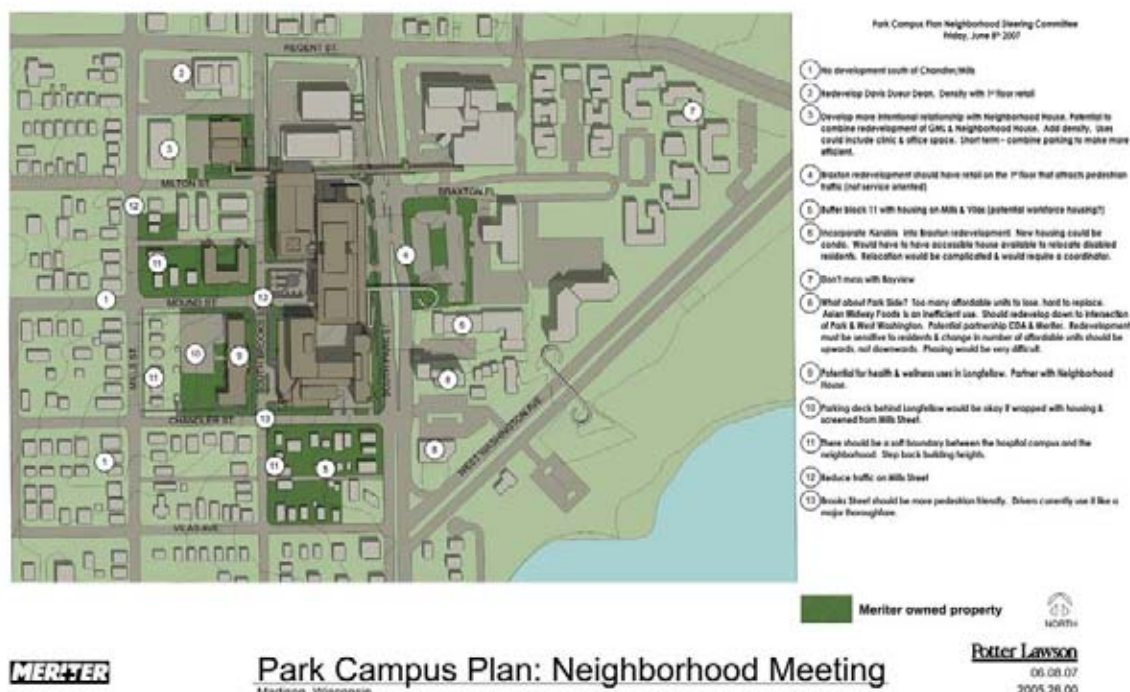 Park Campus Plan Neighborhood Steering Committee
Friday, June 8th 2007
1 No development south of Chandler/Mills
2 Redevelop Davis Dueur Dean. Density with 1st floor retail
3 Develop more intentional relationship with Neighborhood House. Potential to
combine redevelopment of GML & Neighborhood House. Add density. Uses
could include clinic & office space. Short term - combine parking to make more
efficient.
4 Braxton redevelopment should have retail on the 1st floor that attracts pedestrian
traffic (not service oriented)
5 Buffer block 11 with housing on Mills & Vilas (potential workforce housing?)
6 Incorporate Karabis into Braxton redevelopment. New housing could be
condo. Would have to have accessible house available to relocate disabled
residents. Relocation would be complicated & would require a coordinator.
7 Don't mess with Bayview
8 What about Park Side? Too many affordable units to lose, hard to replace.
Asian Midway Foods is an inefficient use. Should redevelop down to intersection
of Park & West Washington. Potential partnership CDA & Meriter. Redevelopment
must be sensitive to residents & change in number of affordable units should be
upwards, not downwards. Phasing would be very difficult.
9 Potential for health & wellness uses in Longfellow. Partner with Neighborhood
House.
10 Parking deck behind Longfellow would be okay if wrapped with housing &
screened from Mills Street
11 There should be a soft boundary between the hospital campus and the
neighborhood. Step back building heights.
12 Reduce traffic on Mills Street
13 Brooks Street should be more pedestrian friendly. Drivers currently use it like a
major thoroughfare.
REGENT ST.
MILTON ST.
BRAXTON PL.
MOUND ST.
MILLS ST.
SOUTH BROOKS ST.
SOUTH PARK ST.
CHANDLER ST.
WEST WASHINGTON AVE
VILAS AVE.
Meriter owned property
NORTH
MERITER
Park Campus Plan: Neighborhood Meeting
Madison, Wisconsin
Potter Lawson
06.08.07
2005.26.00